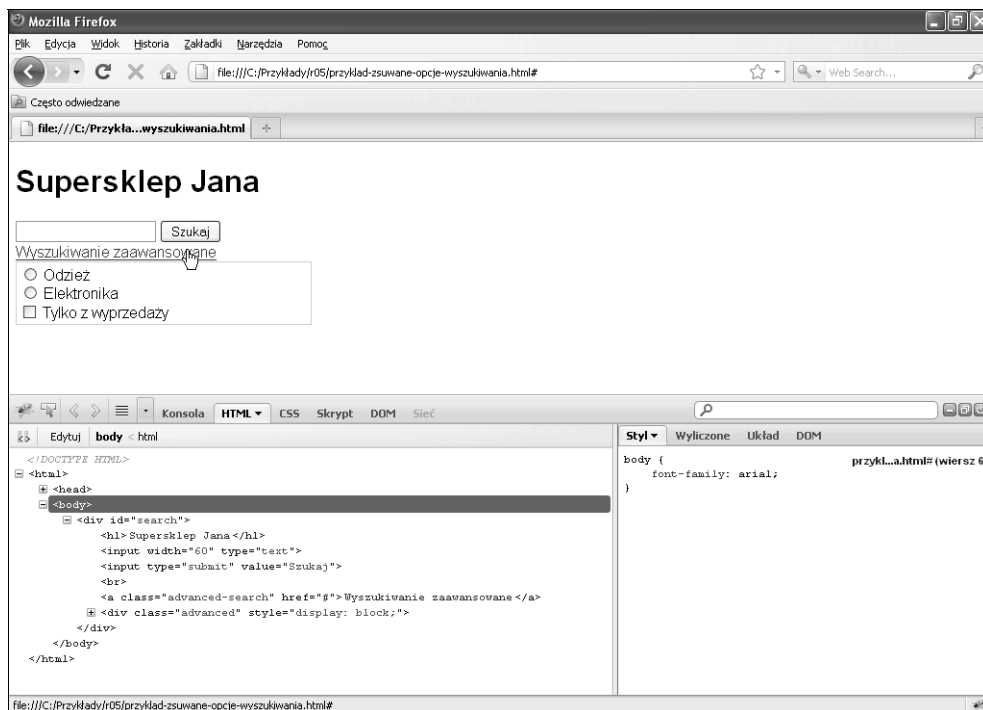 Mozilla Firefox
Plik Edycja Widok Historia Zakładki Narzędzia Pomoc
file:///C:/Przykłady/r05/przyklad-zsuwane-opcje-wyszukiwania.html#
Web Search...
Często odwiedzane
file:///C:/Przykła...wyszukiwania.html
Supersklep Jana
Szukaj
Wyszukiwanie zaawansowane
Odzież
Elektronika
Tylko z wyprzedaży
Konsola HTML CSS Skrypt DOM Sieć
Edytuj body < html
Styl Wyliczone Układ DOM
<!DOCTYPE HTML>
<html>
<head>
<body>
<div id="search">
<h1>Supersklep Jana</h1>
<input width="60" type="text">
<input type="submit" value="Szukaj">
<br>
<a class="advanced-search" href="#">Wyszukiwanie zaawansowane</a>
<div class="advanced" style="display: block;">
</div>
</body>
</html>
body {
przykl...a.html# (wiersz 6
font-family: arial;
}
file:///C:/Przykłady/r05/przyklad-zsuwane-opcje-wyszukiwania.html#